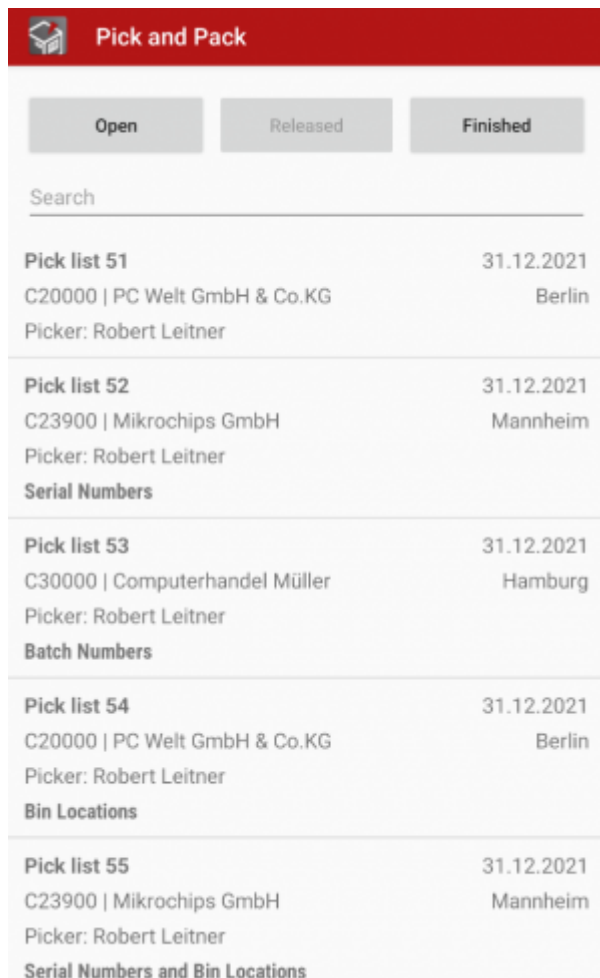 Pick and Pack
Open Released Finished
Search
Pick list 51 31.12.2021
C20000 | PC Welt GmbH & Co.KG Berlin
Picker: Robert Leitner
Pick list 52 31.12.2021
C23900 | Mikrochips GmbH Mannheim
Picker: Robert Leitner
Serial Numbers
Pick list 53 31.12.2021
C30000 | Computerhandel Müller Hamburg
Picker: Robert Leitner
Batch Numbers
Pick list 54 31.12.2021
C20000 | PC Welt GmbH & Co.KG Berlin
Picker: Robert Leitner
Bin Locations
Pick list 55 31.12.2021
C23900 | Mikrochips GmbH Mannheim
Picker: Robert Leitner
Serial Numbers and Bin Locations